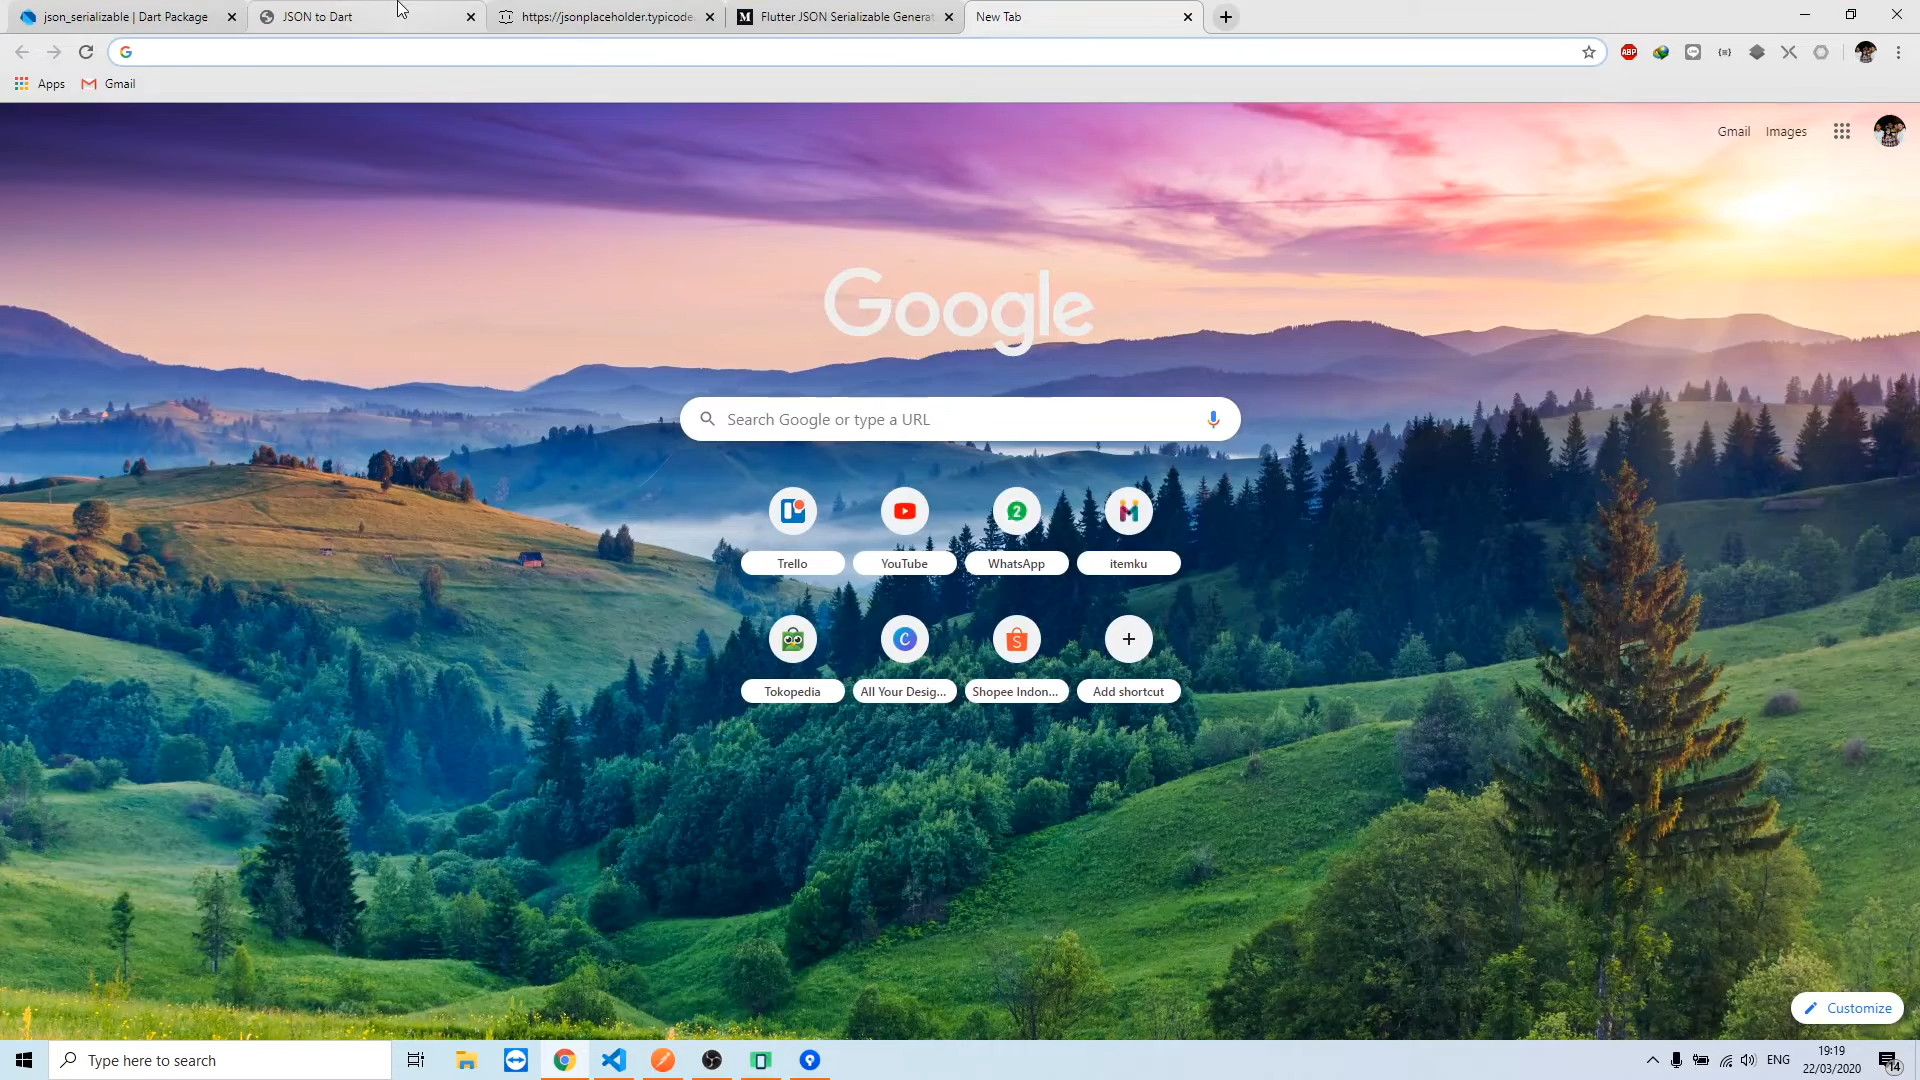 json_serializable | Dart Package
JSON to Dart
https://jsonplaceholder.typicode.
Flutter JSON Serializable Generat
New Tab
Apps
Gmail
Gmail
Images
Google
Search Google or type a URL
Trello
YouTube
WhatsApp
itemku
Tokopedia
All Your Desig...
Shopee Indon...
Add shortcut
Customize
Type here to search
ENG
19:19
22/03/2020
14